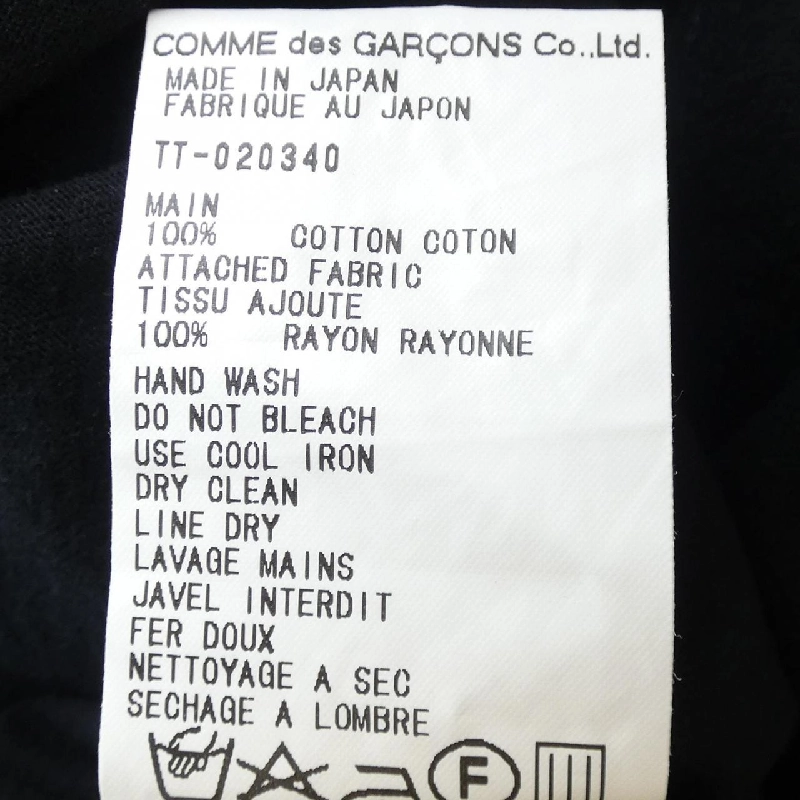 COMME des GARÇONS Co.,Ltd.
MADE IN JAPAN
FABRIQUE AU JAPON
TT-020340
MAIN
100% COTTON COTON
ATTACHED FABRIC
TISSU AJOUTE
100% RAYON RAYONNE
HAND WASH
DO NOT BLEACH
USE COOL IRON
DRY CLEAN
LINE DRY
LAVAGE MAINS
JAVEL INTERDIT
FER DOUX
NETTOYAGE A SEC
SECHAGE A LOMBRE
F